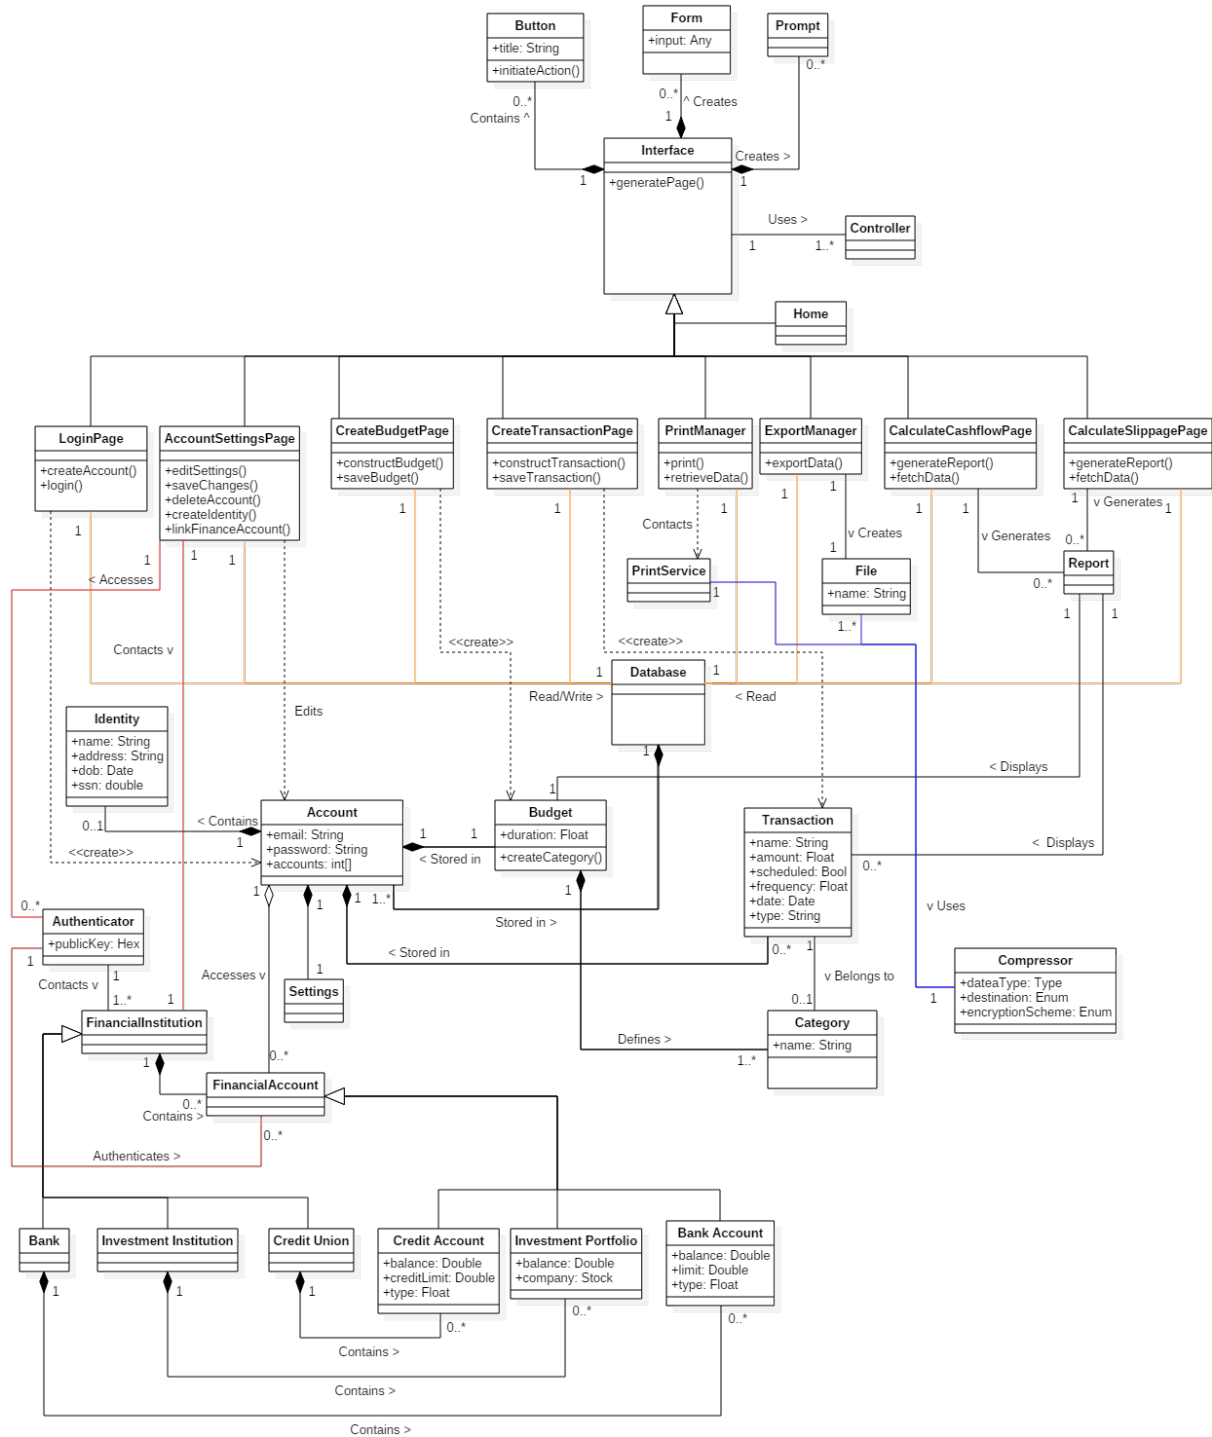 Button
+title: String
+initiateAction()
Form
+input: Any
Prompt
0..*
0..*
0..*
Contains ^
^ Creates
1
Interface
+generatePage()
Creates >
1
1
Uses >
1
1..*
Controller
Home
LoginPage
+createAccount()
+login()
AccountSettingsPage
+editSettings()
+saveChanges()
+deleteAccount()
+createIdentity()
+linkFinanceAccount()
CreateBudgetPage
+constructBudget()
+saveBudget()
CreateTransactionPage
+constructTransaction()
+saveTransaction()
PrintManager
+print()
+retrieveData()
ExportManager
+exportData()
CalculateCashflowPage
+generateReport()
+fetchData()
CalculateSlippagePage
+generateReport()
+fetchData()
1
1
1
1
1
1
1
1
1
1
1
1
1
Contacts
v Creates
v Generates
v Generates
1
0..*
0..*
< Accesses
PrintService
1
File
+name: String
1..*
Report
1
1
Contacts v
<<create>>
<<create>>
1
Database
1
Read/Write >
< Read
1
Edits
Identity
+name: String
+address: String
+dob: Date
+ssn: double
0..1
< Contains
1
<<create>>
Account
+email: String
+password: String
+accounts: int[]
1
1
< Stored in
1
Budget
+duration: Float
+createCategory()
< Displays
Transaction
+name: String
+amount: Float
+scheduled: Bool
+frequency: Float
+date: Date
+type: String
< Displays
0..*
1
1
1
1..*
1
Stored in >
< Stored in
0..*
1
v Uses
0..*
Authenticator
+publicKey: Hex
1
1
Contacts v
1..*
1
Accesses v
1
Settings
v Belongs to
0..1
Compressor
+dateaType: Type
+destination: Enum
+encryptionScheme: Enum
1
FinancialInstitution
1
Defines >
1..*
Category
+name: String
0..*
FinancialAccount
0..*
Contains >
0..*
Authenticates >
Bank
1
Investment Institution
1
Credit Union
1
Credit Account
+balance: Double
+creditLimit: Double
+type: Float
0..*
Investment Portfolio
+balance: Double
+company: Stock
0..*
Bank Account
+balance: Double
+limit: Double
+type: Float
0..*
Contains >
Contains >
Contains >